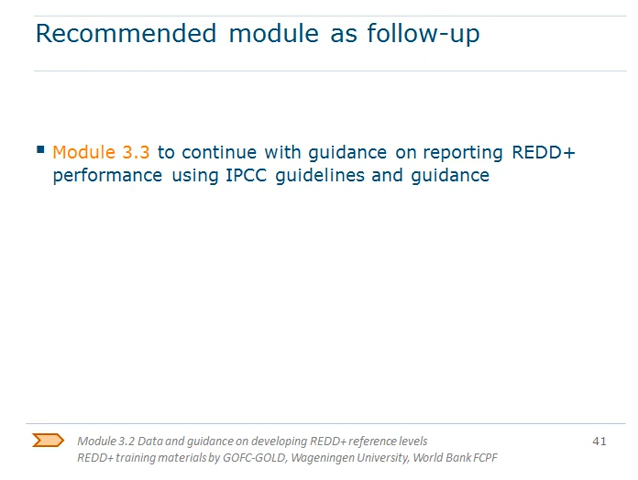 Recommended module as follow-up
Module 3.3 to continue with guidance on reporting REDD+
performance using IPCC guidelines and guidance
Module 3.2 Data and guidance on developing REDD+ reference levels
REDD+ training materials by GOFC-GOLD, Wageningen University, World Bank FCPF
41